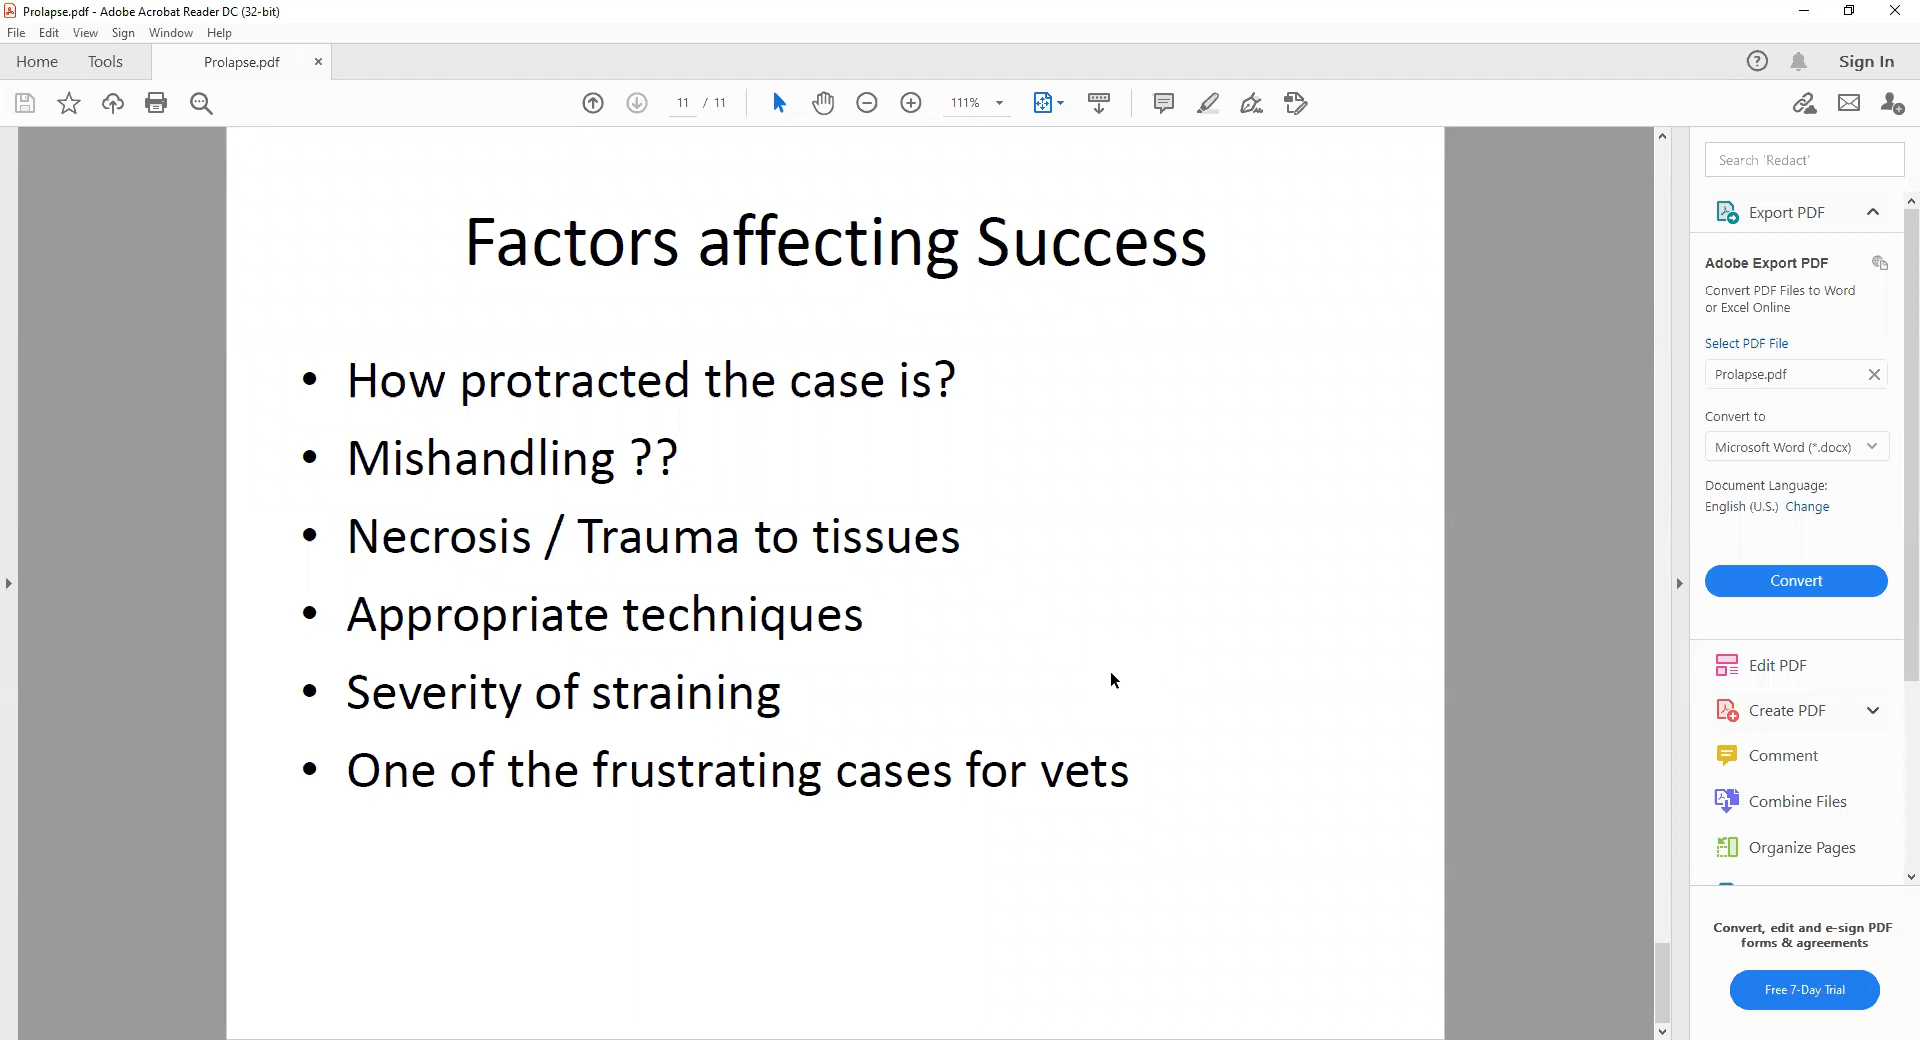 Prolapse.pdf - Adobe Acrobat Reader DC (32-bit)
File Edit View Sign Window Help
Home Tools Prolapse.pdf Sign In
11 / 11 111%
Search 'Redact'
Export PDF
Adobe Export PDF
Convert PDF Files to Word
or Excel Online
Select PDF File
Prolapse.pdf
Convert to
Microsoft Word (*.docx)
Document Language:
English (U.S.) Change
Convert
Edit PDF
Create PDF
Comment
Combine Files
Organize Pages
Convert, edit and e-sign PDF
forms & agreements
Free 7-Day Trial
Factors affecting Success
• How protracted the case is?
• Mishandling ??
• Necrosis / Trauma to tissues
• Appropriate techniques
• Severity of straining
• One of the frustrating cases for vets